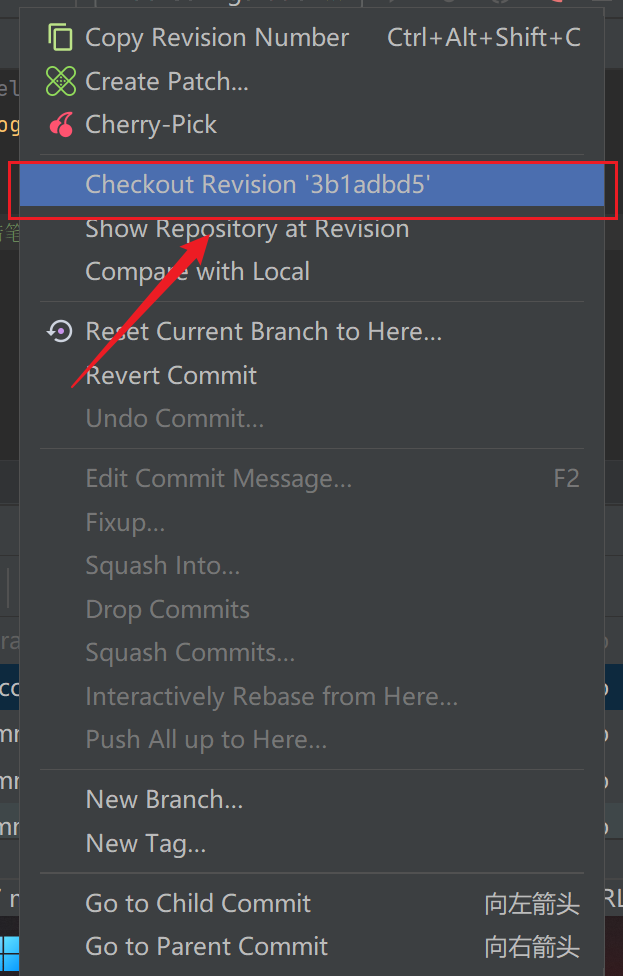 Copy Revision Number Ctrl+Alt+Shift+C
Create Patch...
Cherry-Pick
Checkout Revision '3b1adbd5'
Show Repository at Revision
Compare with Local
Reset Current Branch to Here...
Revert Commit
Undo Commit...
Edit Commit Message... F2
Fixup...
Squash Into...
Drop Commits
Squash Commits...
Interactively Rebase from Here...
Push All up to Here...
New Branch...
New Tag...
Go to Child Commit 向左箭头
Go to Parent Commit 向右箭头